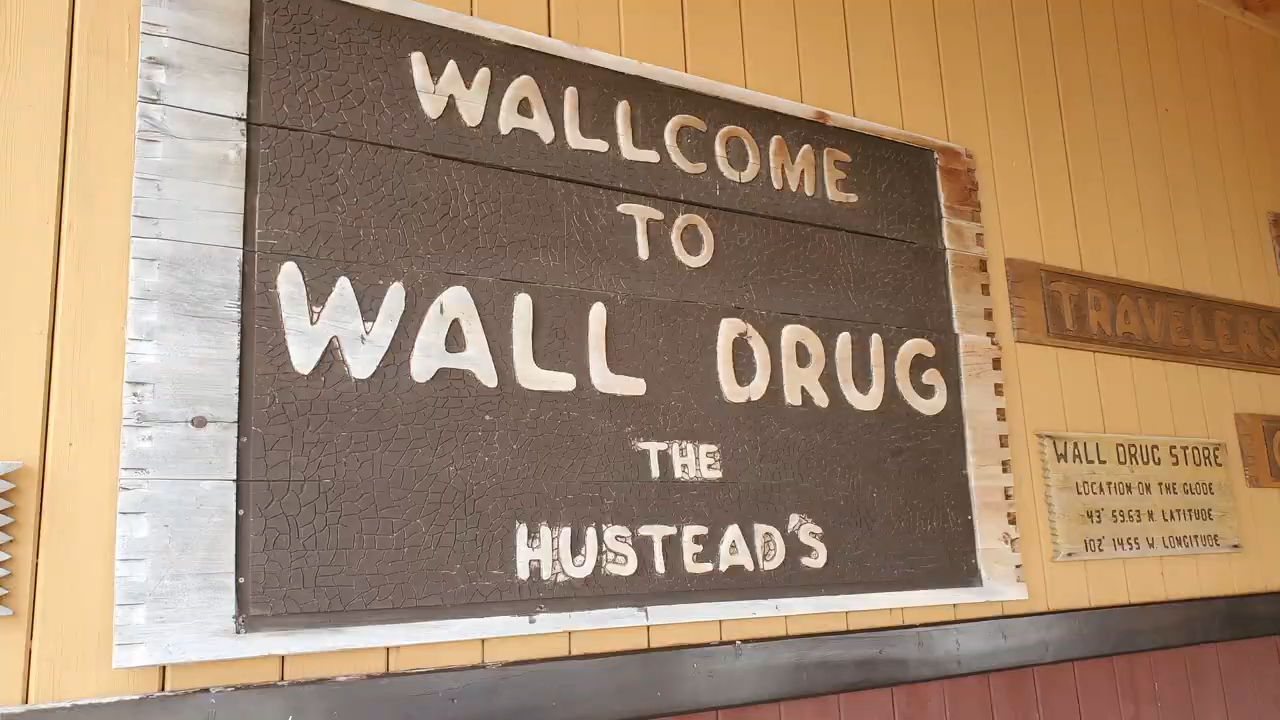 WALLCOME
TO
WALL DRUG
THE
HUSTEAD'S
TRAVELERS
WALL DRUG STORE
LOCATION ON THE GLOBE
43° 59.63 N. LATITUDE
102° 14.55 W. LONGITUDE